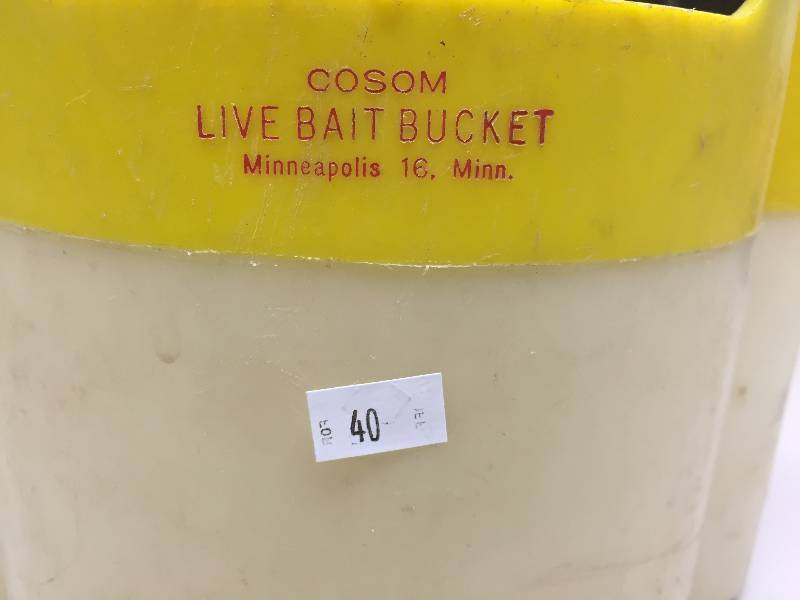 COSOM
LIVE BAIT BUCKET
Minneapolis 16, Minn.
40